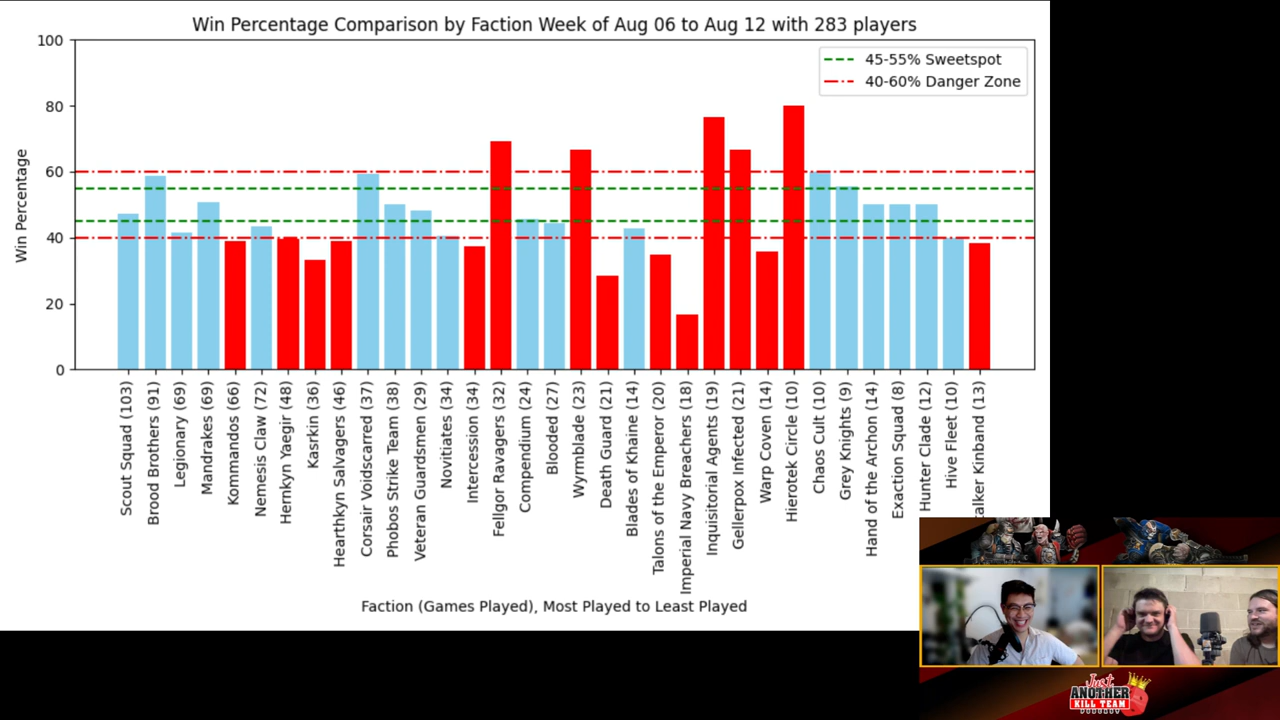 Win Percentage Comparison by Faction Week of Aug 06 to Aug 12 with 283 players
100
80
60
40
20
0
Win Percentage
45-55% Sweetspot
40-60% Danger Zone
Scout Squad (103)
Brood Brothers (91)
Legionary (69)
Mandrakes (69)
Kommandos (66)
Nemesis Claw (72)
Hernkyn Yaegir (48)
Kasrkin (36)
Hearthkyn Salvagers (46)
Corsair Voidscarred (37)
Phobos Strike Team (38)
Veteran Guardsmen (29)
Novitiates (34)
Intercession (34)
Fellgor Ravagers (32)
Compendium (24)
Blooded (27)
Wyrmblade (23)
Death Guard (21)
Blades of Khaine (14)
Talons of the Emperor (20)
Imperial Navy Breachers (18)
Inquisitorial Agents (19)
Gellerpox Infected (21)
Warp Coven (14)
Hierotek Circle (10)
Chaos Cult (10)
Grey Knights (9)
Hand of the Archon (14)
Exaction Squad (8)
Hunter Clade (12)
Hive Fleet (10)
talker Kinband (13)
Faction (Games Played), Most Played to Least Played
Just
ANOTHER
KILL TEAM
PODCAST